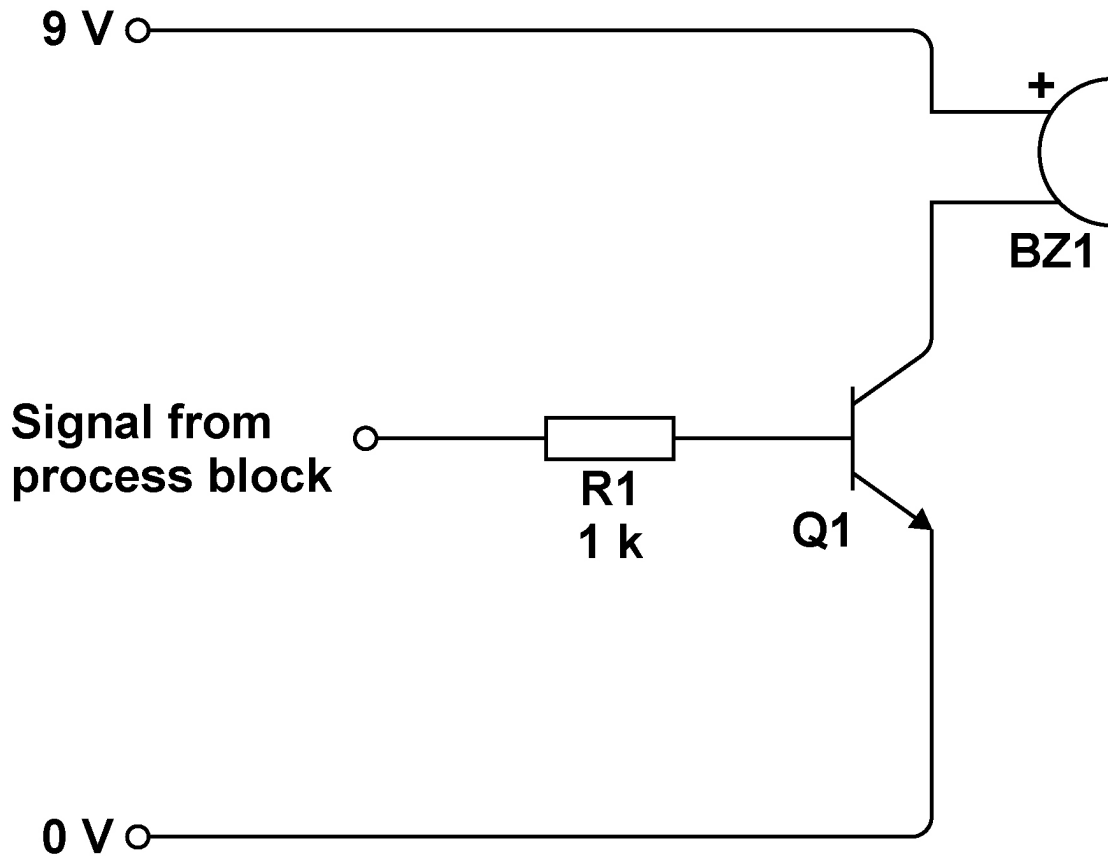 9 V
+
BZ1
Signal from
process block
R1
1 k
Q1
0 V